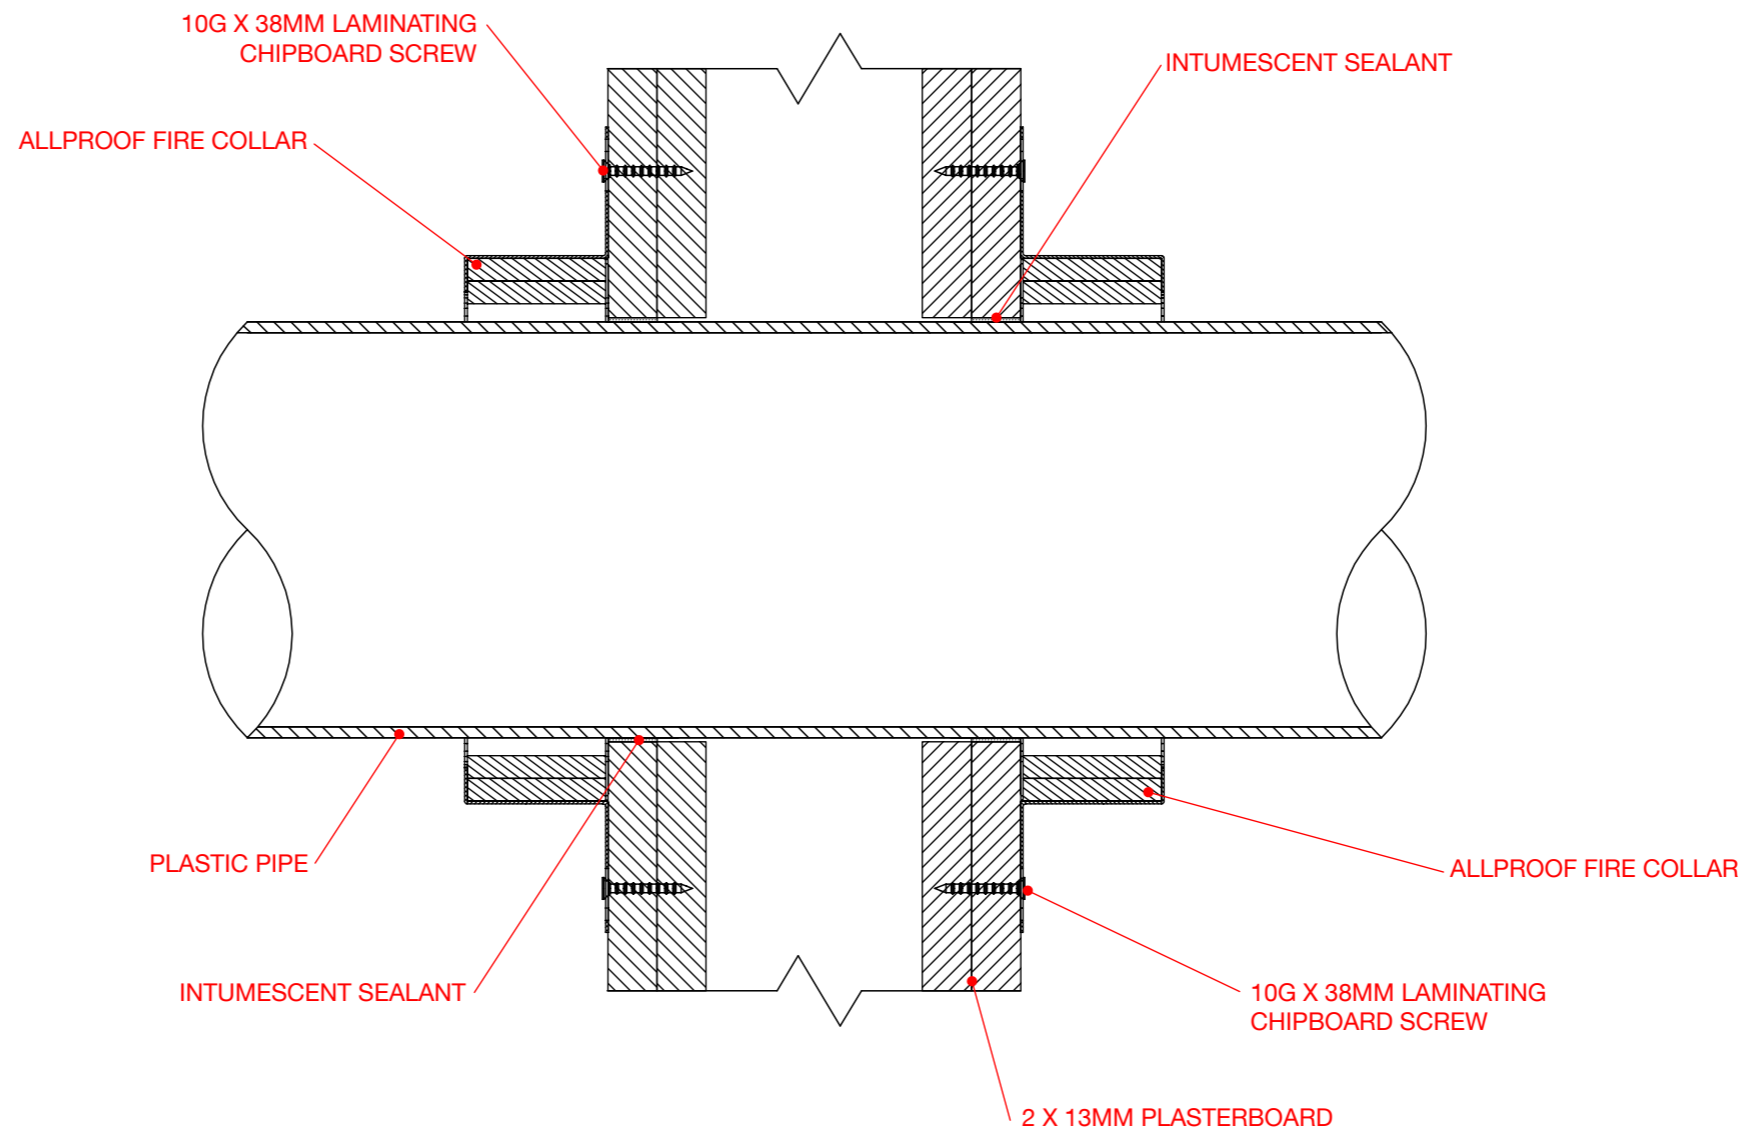 10G X 38MM LAMINATING
CHIPBOARD SCREW
INTUMESCENT SEALANT
ALLPROOF FIRE COLLAR
PLASTIC PIPE
ALLPROOF FIRE COLLAR
INTUMESCENT SEALANT
10G X 38MM LAMINATING
CHIPBOARD SCREW
2 X 13MM PLASTERBOARD